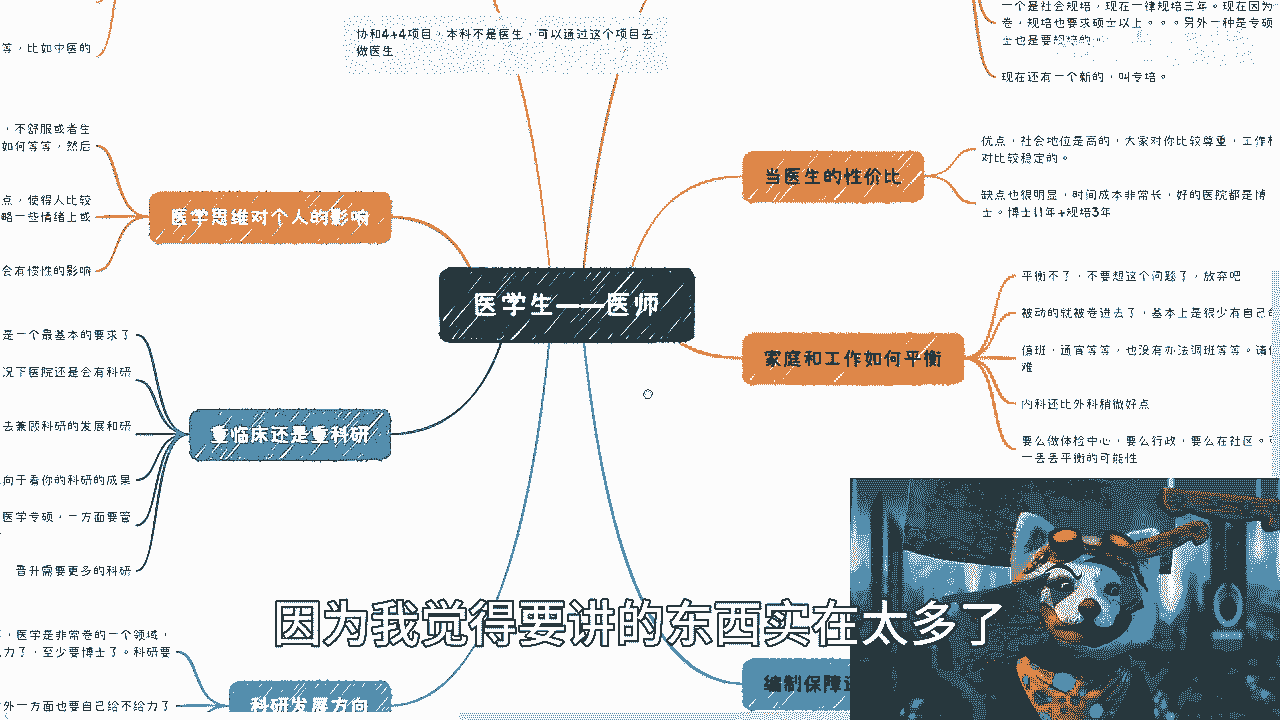 一个是社会规培，现在一律规培三年。现在因为
卷，规培也要求硕士以上。。。另外一种是专硕
士也是要规培的。
现在还有一个新的，叫专培。
协和4+4项目，本科不是医生，可以通过这个项目去
做医生
等，比如中医的
，不舒服或者生
如何等等，然后
点，使得人比较
略一些情绪上或
会有惯性的影响
医学思维对个人的影响
当医生的性价比
优点，社会地位是高的，大家对你比较尊重，工作相
对比较稳定的。
缺点也很明显，时间成本非常长，好的医院都是博
士。博士11年+规培3年
医学生——医师
家庭和工作如何平衡
平衡不了，不要想这个问题了，放弃吧
被动的就被卷进去了，基本上是很少有自己
值班，通宵等等，也没有办法调班等等。请
难
内科还比外科稍微好点
要么做体检中心，要么行政，要么在社区。
一丢丢平衡的可能性
是一个最基本的要求了
况下医院还是会有科研
去兼顾科研的发展和研
向于看你的科研的成果
医学专硕，一方面要管
晋升需要更多的科研
重临床还是重科研
，医学是非常卷的一个领域，
力了，至少要博士了。科研要
外一方面也要自己给不给力了
科研发展方向
编制保障
因为我觉得要讲的东西实在太多了